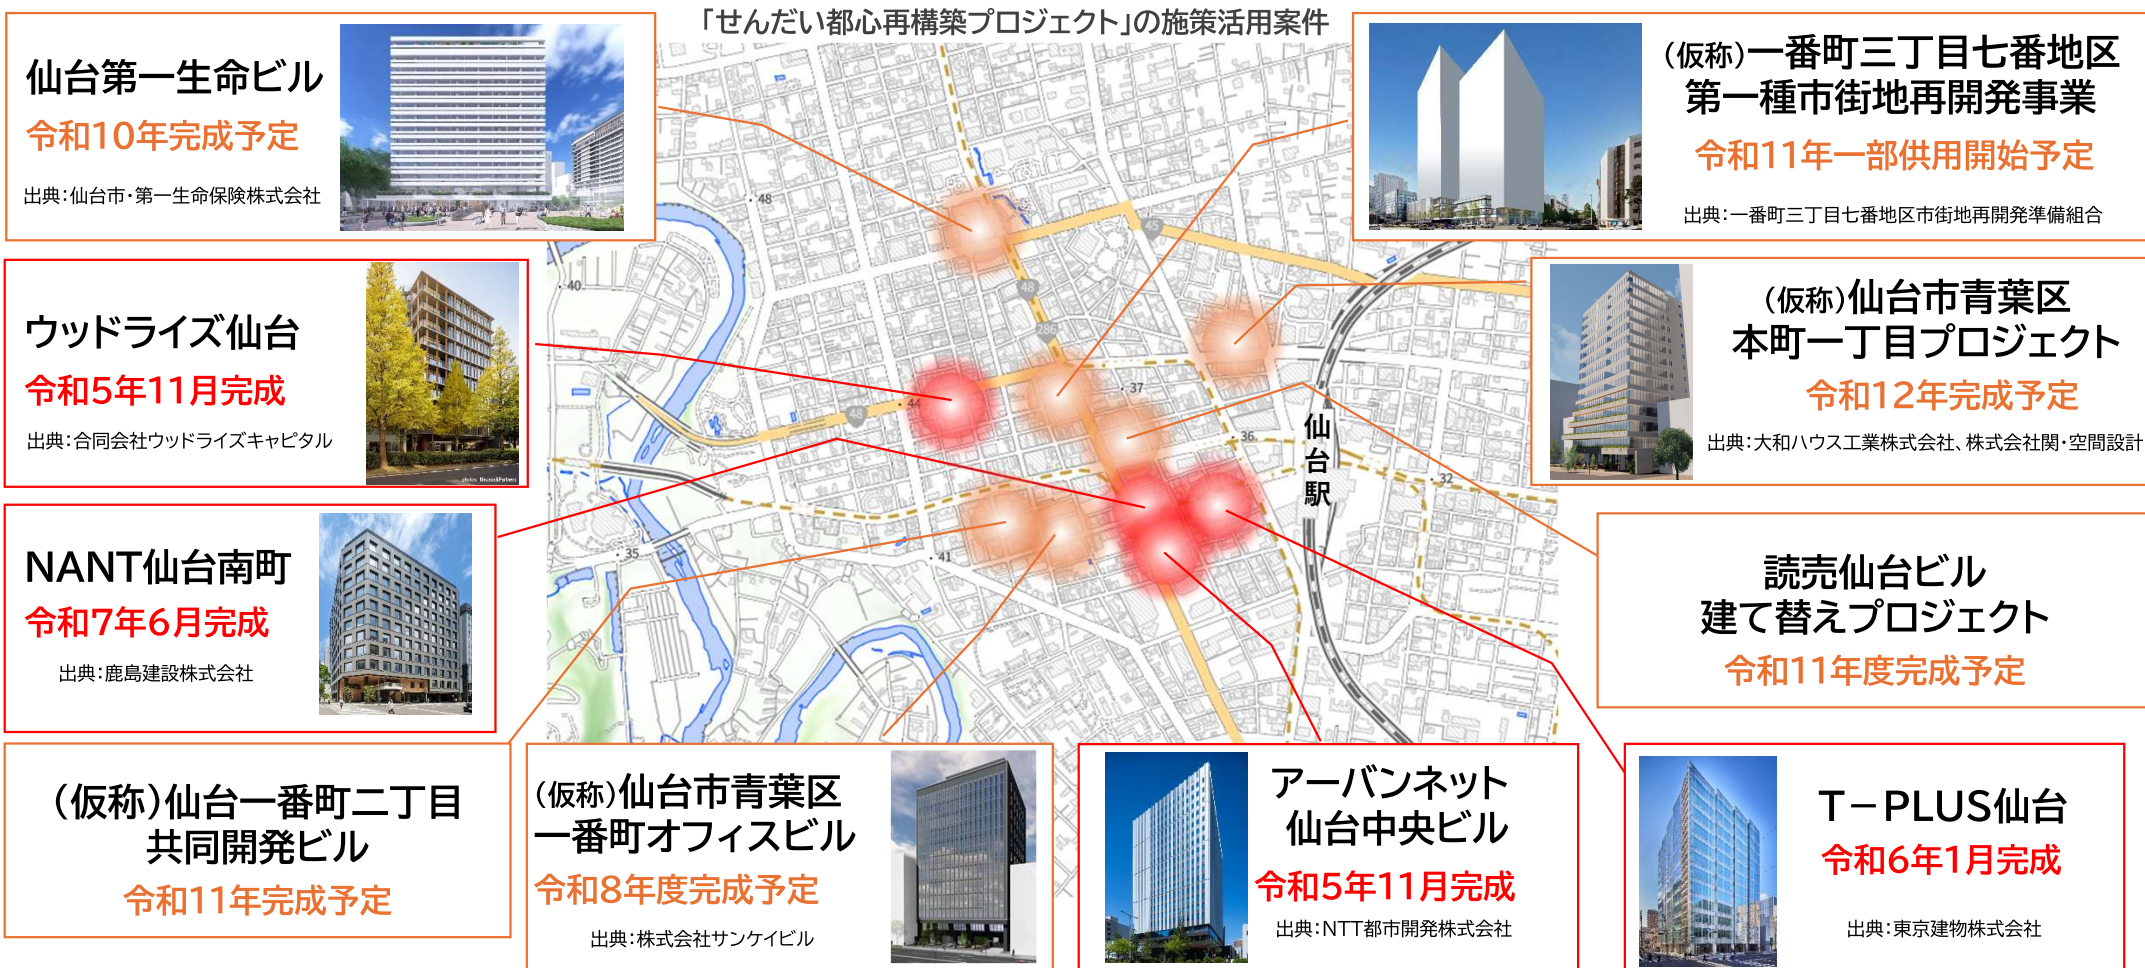 「せんだい都心再構築プロジェクト」の施策活用案件
仙台第一生命ビル
令和10年完成予定
出典：仙台市・第一生命保険株式会社
（仮称）一番町三丁目七番地区
第一種市街地再開発事業
令和11年一部供用開始予定
出典：一番町三丁目七番地区市街地再開発準備組合
ウッドライズ仙台
令和5年11月完成
出典：合同会社ウッドライズキャピタル
（仮称）仙台市青葉区
本町一丁目プロジェクト
令和12年完成予定
出典：大和ハウス工業株式会社、株式会社関・空間設計
NANT仙台南町
令和7年6月完成
出典：鹿島建設株式会社
読売仙台ビル
建て替えプロジェクト
令和11年度完成予定
（仮称）仙台一番町二丁目
共同開発ビル
令和11年完成予定
（仮称）仙台市青葉区
一番町オフィスビル
令和8年度完成予定
出典：株式会社サンケイビル
アーバンネット
仙台中央ビル
令和5年11月完成
出典：NTT都市開発株式会社
T－PLUS仙台
令和6年1月完成
出典：東京建物株式会社
仙台駅
48
45
40
48
286
37
44
48
36
32
35
41